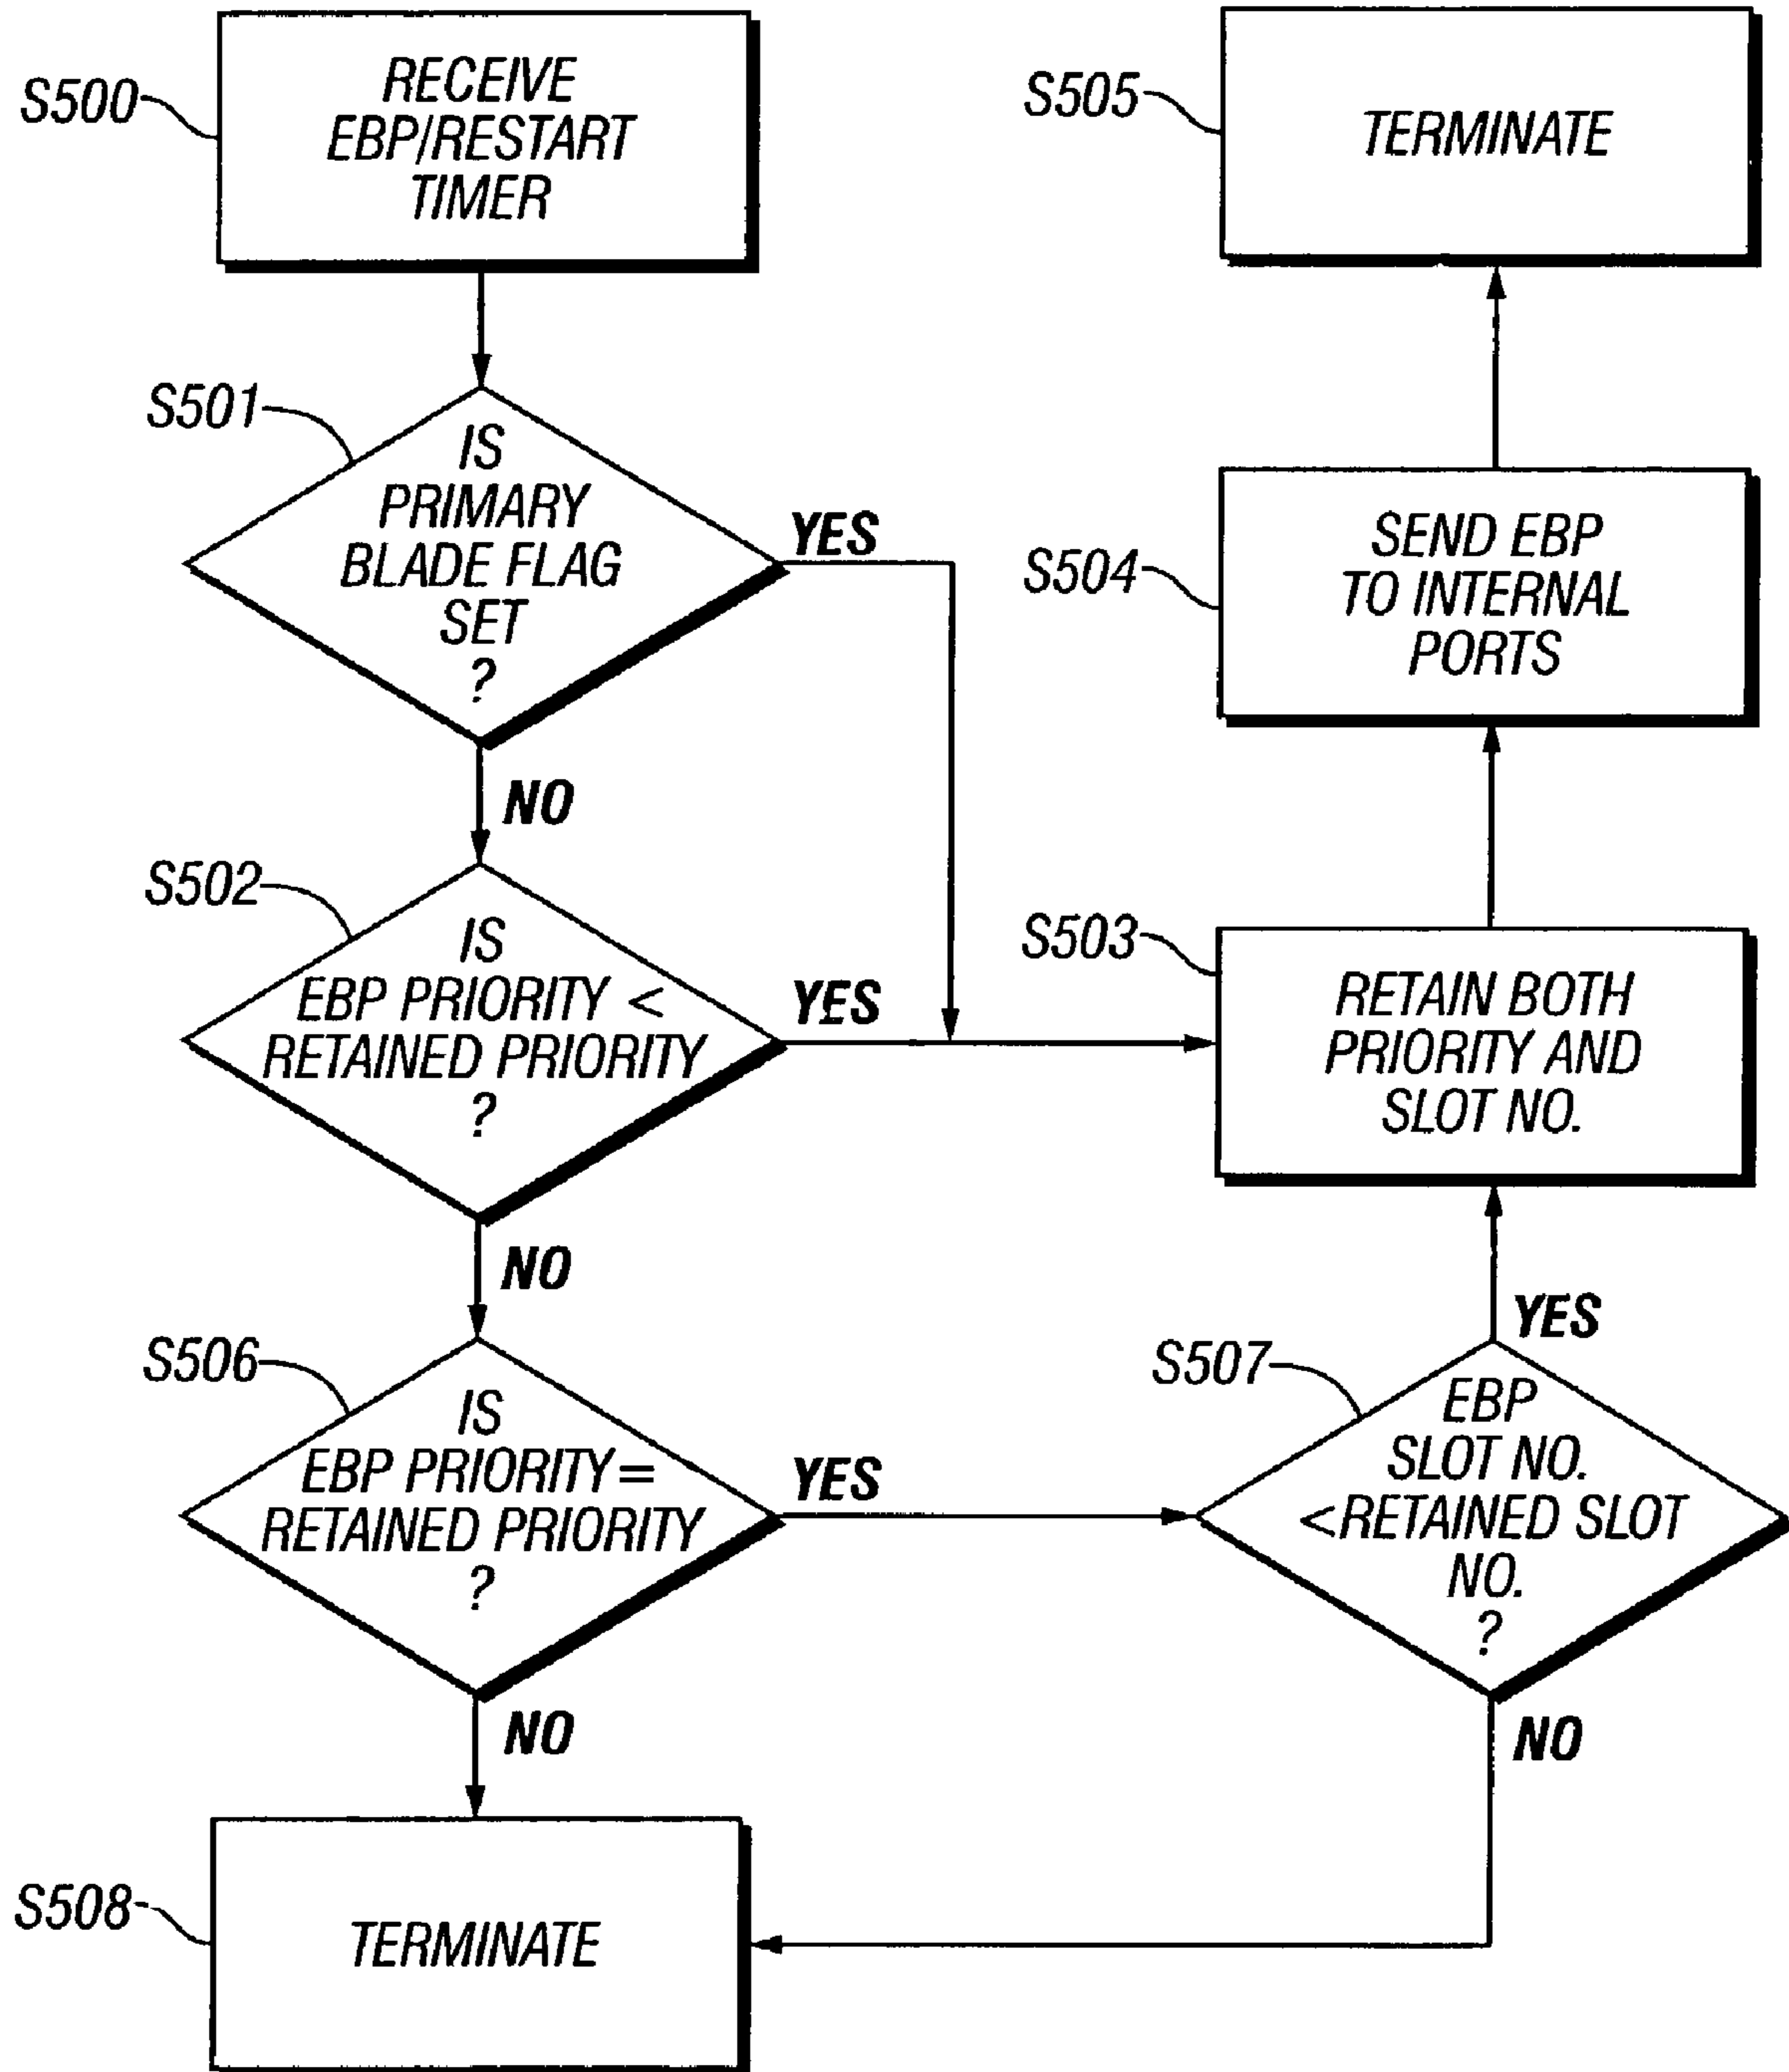 S500
RECEIVE
EBP/RESTART
TIMER
S501
IS
PRIMARY
BLADE FLAG
SET
?
YES
NO
S502
IS
EBP PRIORITY <
RETAINED PRIORITY
?
YES
NO
S506
IS
EBP PRIORITY=
RETAINED PRIORITY
?
YES
NO
S508
TERMINATE
S505
TERMINATE
S504
SEND EBP
TO INTERNAL
PORTS
S503
RETAIN BOTH
PRIORITY AND
SLOT NO.
YES
S507
EBP
SLOT NO.
<RETAINED SLOT
NO.
?
NO